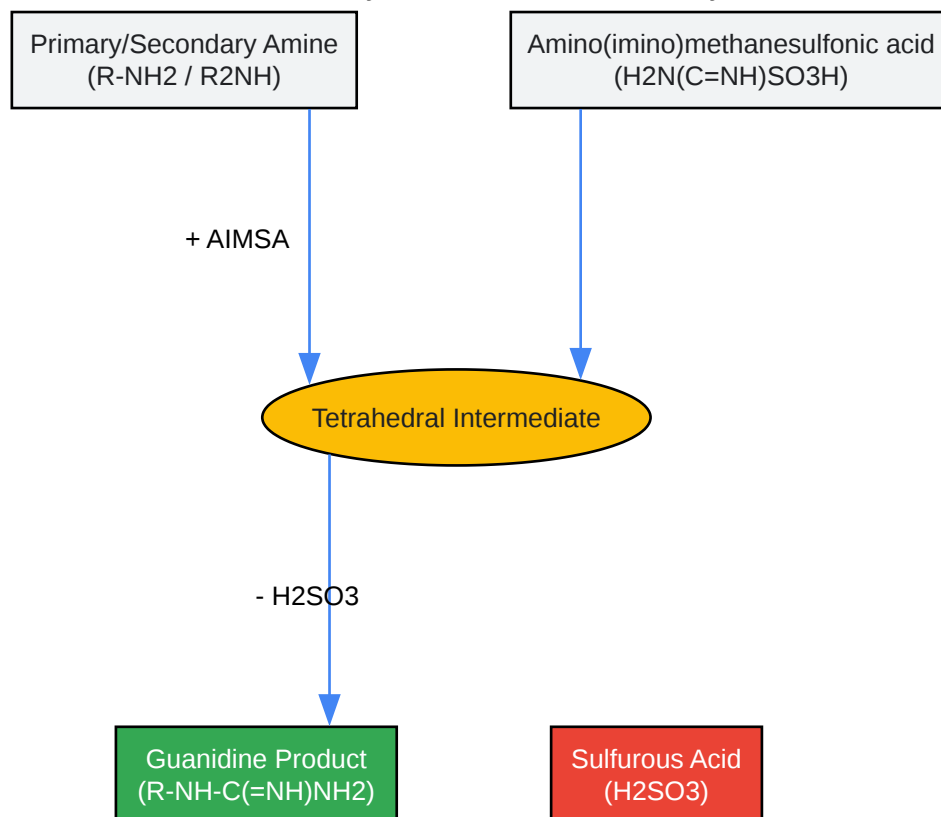 Primary/Secondary Amine
(R-NH2 / R2NH)
Amino(imino)methanesulfonic acid
(H2N(C=NH)SO3H)
+ AIMSA
Tetrahedral Intermediate
- H2SO3
Guanidine Product
(R-NH-C(=NH)NH2)
Sulfurous Acid
(H2SO3)